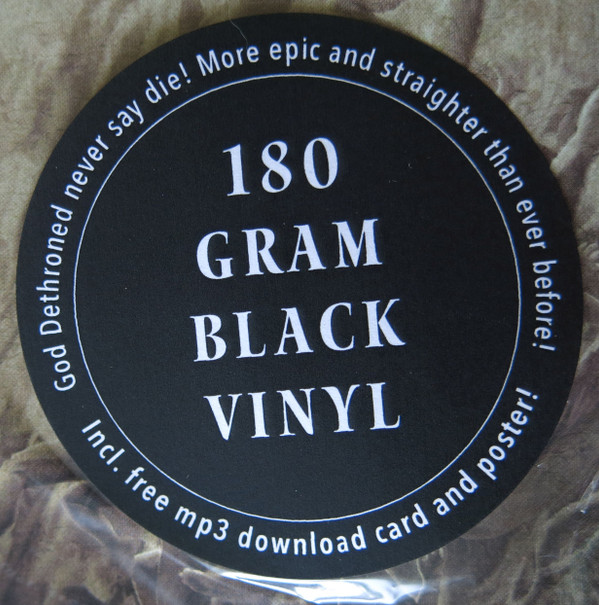 God Dethroned never say die! More epic and straighter than ever before!
180
GRAM
BLACK
VINYL
Incl. free mp3 download card and poster!